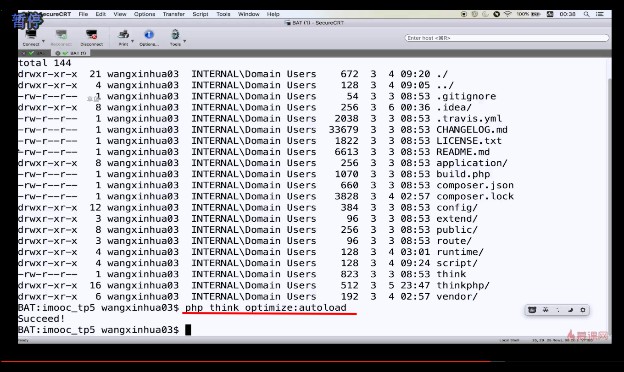 暂停
SecureCRT File Edit View Options Transfer Script Tools Window Help
100% 00:38
BAT (1) - SecureCRT
Connect Reconnect Disconnect Print Options... Tools
Enter host <⌘R>
BAT (1)
total 144
drwxr-xr-x 21 wangxinhua03 INTERNAL\Domain Users 672 3 4 09:20 ./
drwxr-xr-x 4 wangxinhua03 INTERNAL\Domain Users 128 3 4 09:05 ../
-rw-r--r-- 1 wangxinhua03 INTERNAL\Domain Users 54 3 3 08:53 .gitignore
drwxr-xr-x 8 wangxinhua03 INTERNAL\Domain Users 256 3 6 00:36 .idea/
-rw-r--r-- 1 wangxinhua03 INTERNAL\Domain Users 2038 3 3 08:53 .travis.yml
-rw-r--r-- 1 wangxinhua03 INTERNAL\Domain Users 33679 3 3 08:53 CHANGELOG.md
-rw-r--r-- 1 wangxinhua03 INTERNAL\Domain Users 1822 3 3 08:53 LICENSE.txt
-rw-r--r-- 1 wangxinhua03 INTERNAL\Domain Users 6613 3 3 08:53 README.md
drwxr-xr-x 8 wangxinhua03 INTERNAL\Domain Users 256 3 3 08:53 application/
-rw-r--r-- 1 wangxinhua03 INTERNAL\Domain Users 1070 3 3 08:53 build.php
-rw-r--r-- 1 wangxinhua03 INTERNAL\Domain Users 660 3 3 08:53 composer.json
-rw-r--r-- 1 wangxinhua03 INTERNAL\Domain Users 3828 3 4 02:57 composer.lock
drwxr-xr-x 12 wangxinhua03 INTERNAL\Domain Users 384 3 3 08:53 config/
drwxr-xr-x 3 wangxinhua03 INTERNAL\Domain Users 96 3 3 08:53 extend/
drwxr-xr-x 8 wangxinhua03 INTERNAL\Domain Users 256 3 3 08:53 public/
drwxr-xr-x 3 wangxinhua03 INTERNAL\Domain Users 96 3 3 08:53 route/
drwxr-xr-x 4 wangxinhua03 INTERNAL\Domain Users 128 3 4 03:01 runtime/
drwxr-xr-x 4 wangxinhua03 INTERNAL\Domain Users 128 3 4 09:24 script/
-rw-r--r-- 1 wangxinhua03 INTERNAL\Domain Users 823 3 3 08:53 think
drwxr-xr-x 16 wangxinhua03 INTERNAL\Domain Users 512 3 5 23:47 thinkphp/
drwxr-xr-x 6 wangxinhua03 INTERNAL\Domain Users 192 3 4 02:57 vendor/
BAT:imooc_tp5 wangxinhua03$ php think optimize:autoload
Succeed!
BAT:imooc_tp5 wangxinhua03$
慕课网
Ready